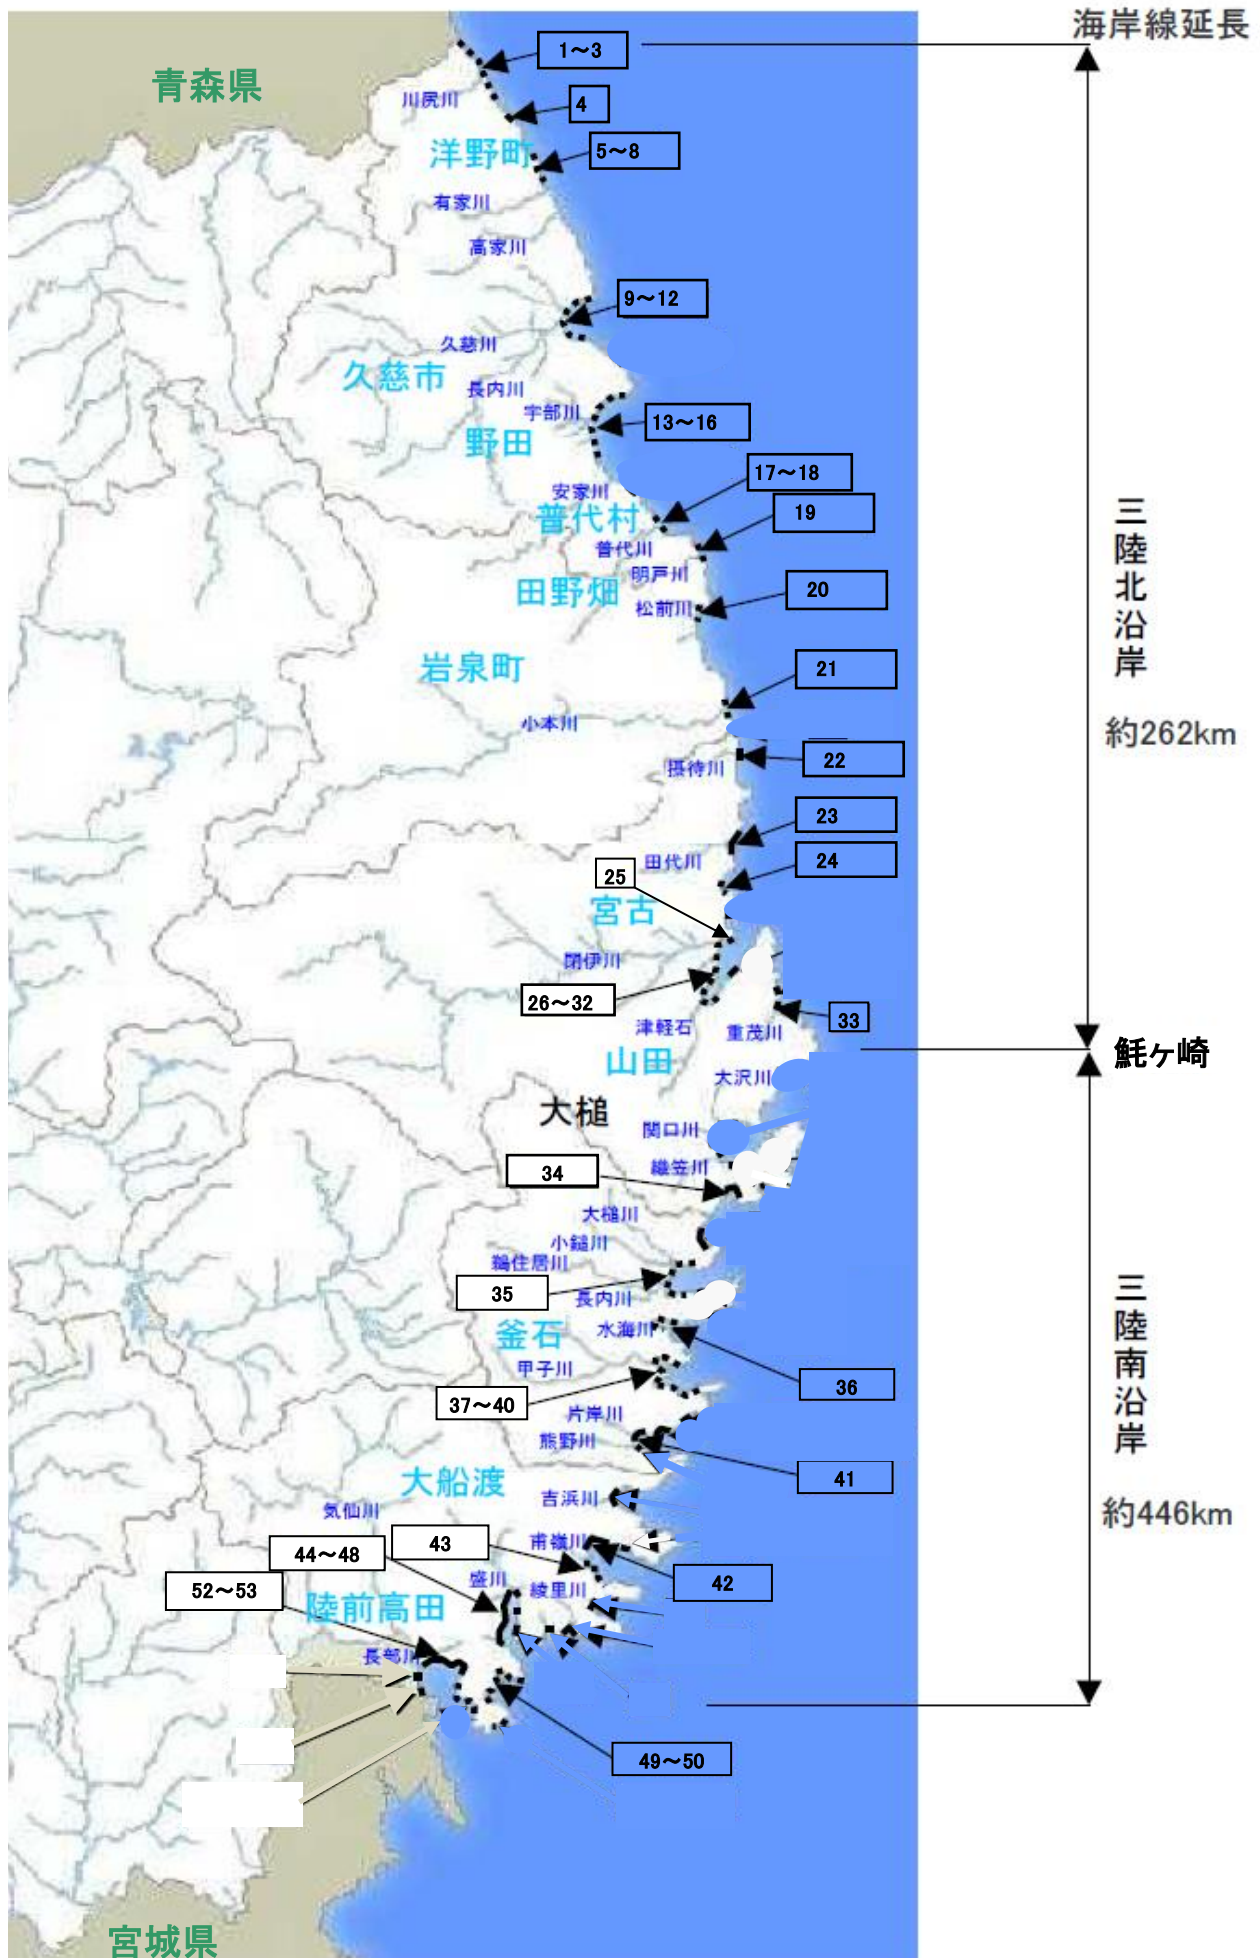 海岸線延長
1～3
青森県
川尻川
4
洋野町
5～8
有家川
高家川
9～12
久慈川
久慈市
長内川
宇部川
13～16
野田
17～18
安家川
普代村
19
三陸北沿岸
普代川
明戸川
田野畑
20
松前川
岩泉町
21
小本川
約262km
22
摂待川
23
田代川
24
25
宮古
閉伊川
26～32
津軽石
重茂川
33
山田
魹ヶ崎
大沢川
大槌
関口川
織笠川
34
大槌川
小鎚川
鵜住居川
35
長内川
三陸南沿岸
釜石
水海川
甲子川
36
37～40
片岸川
熊野川
41
大船渡
吉浜川
気仙川
約446km
43
甫嶺川
44～48
盛川
綾里川
42
52～53
陸前高田
長部川
49～50
宮城県